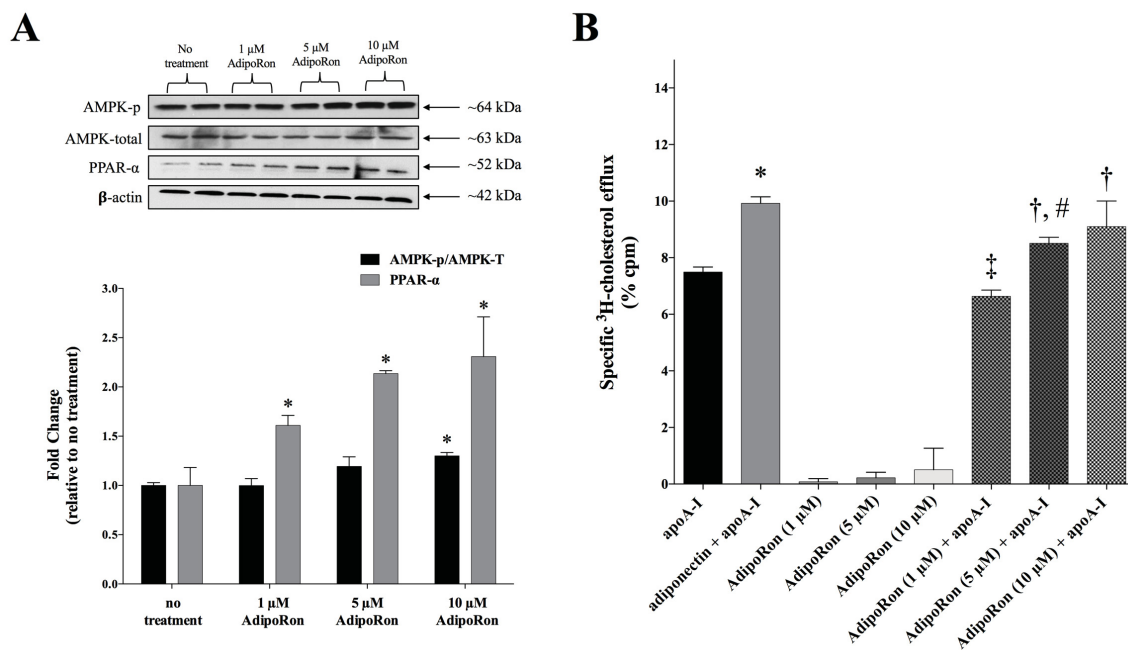 A
No treatment
1 µM AdipoRon
5 µM AdipoRon
10 µM AdipoRon
AMPK-p
~64 kDa
AMPK-total
~63 kDa
PPAR-α
~52 kDa
β-actin
~42 kDa
AMPK-p/AMPK-T
PPAR-α
Fold Change
(relative to no treatment)
3.0
2.5
2.0
1.5
1.0
0.5
0.0
*
*
*
*
no treatment
1 µM AdipoRon
5 µM AdipoRon
10 µM AdipoRon
B
Specific ³H-cholesterol efflux
(% cpm)
14
12
10
8
6
4
2
0
*
‡
†, #
†
apoA-I
adiponectin + apoA-I
AdipoRon (1 µM)
AdipoRon (5 µM)
AdipoRon (10 µM)
AdipoRon (1 µM) + apoA-I
AdipoRon (5 µM) + apoA-I
AdipoRon (10 µM) + apoA-I